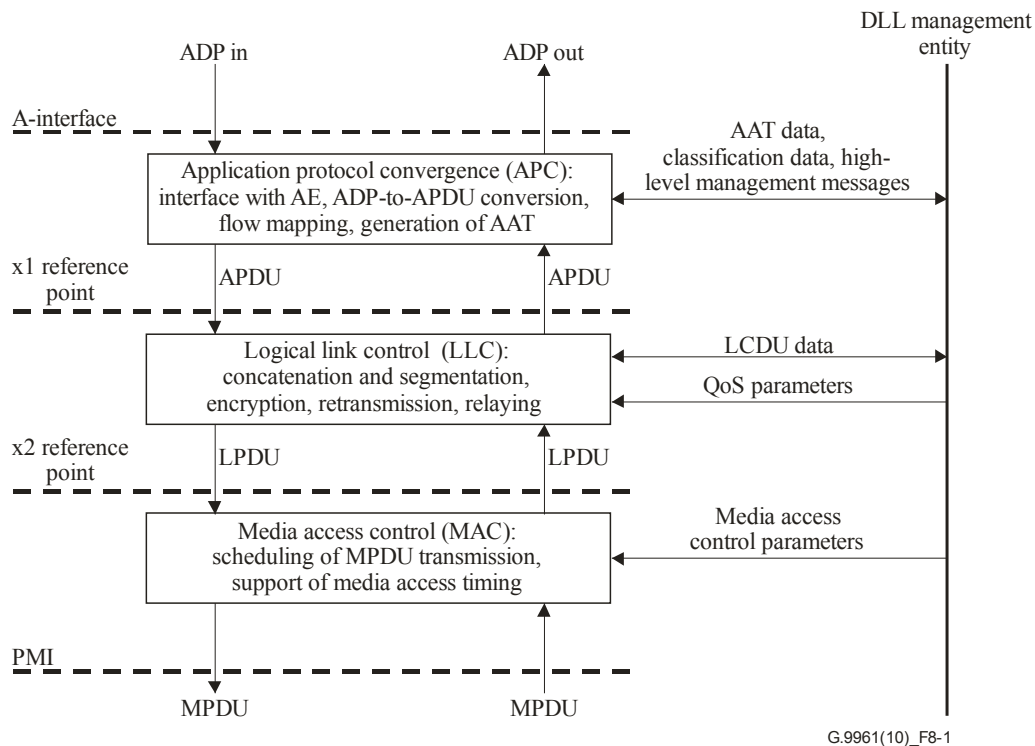 DLL management
entity
ADP in
ADP out
A-interface
AAT data,
classification data, high-
level management messages
Application protocol convergence (APC):
interface with AE, ADP-to-APDU conversion,
flow mapping, generation of AAT
x1 reference
point
APDU
APDU
Logical link control (LLC):
concatenation and segmentation,
encryption, retransmission, relaying
LCDU data
QoS parameters
x2 reference
point
LPDU
LPDU
Media access control (MAC):
scheduling of MPDU transmission,
support of media access timing
Media access
control parameters
PMI
MPDU
MPDU
G.9961(10)_F8-1